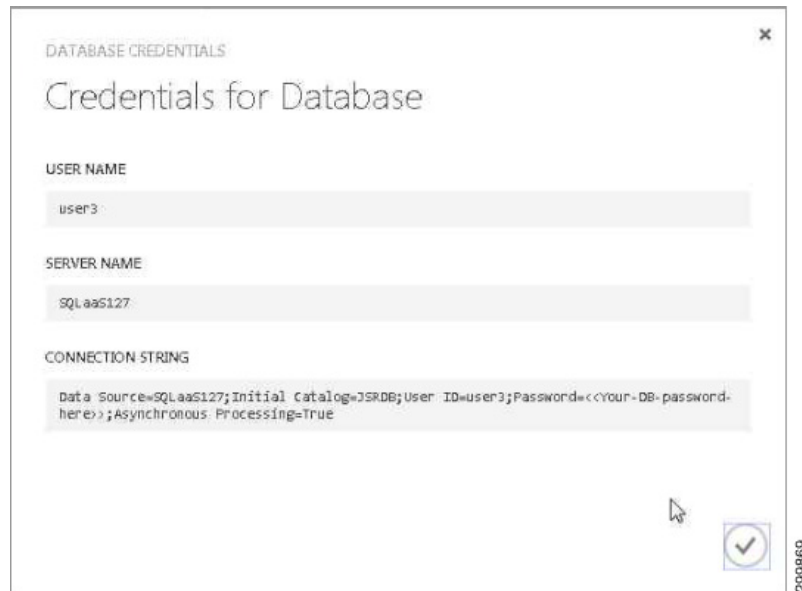 DATABASE CREDENTIALS
Credentials for Database
USER NAME
user3
SERVER NAME
SQLaaS127
CONNECTION STRING
Data Source=SQLaaS127;Initial Catalog=JSRDB;User ID=user3;Password=<<Your-DB-password-
here>>;Asynchronous Processing=True
299869